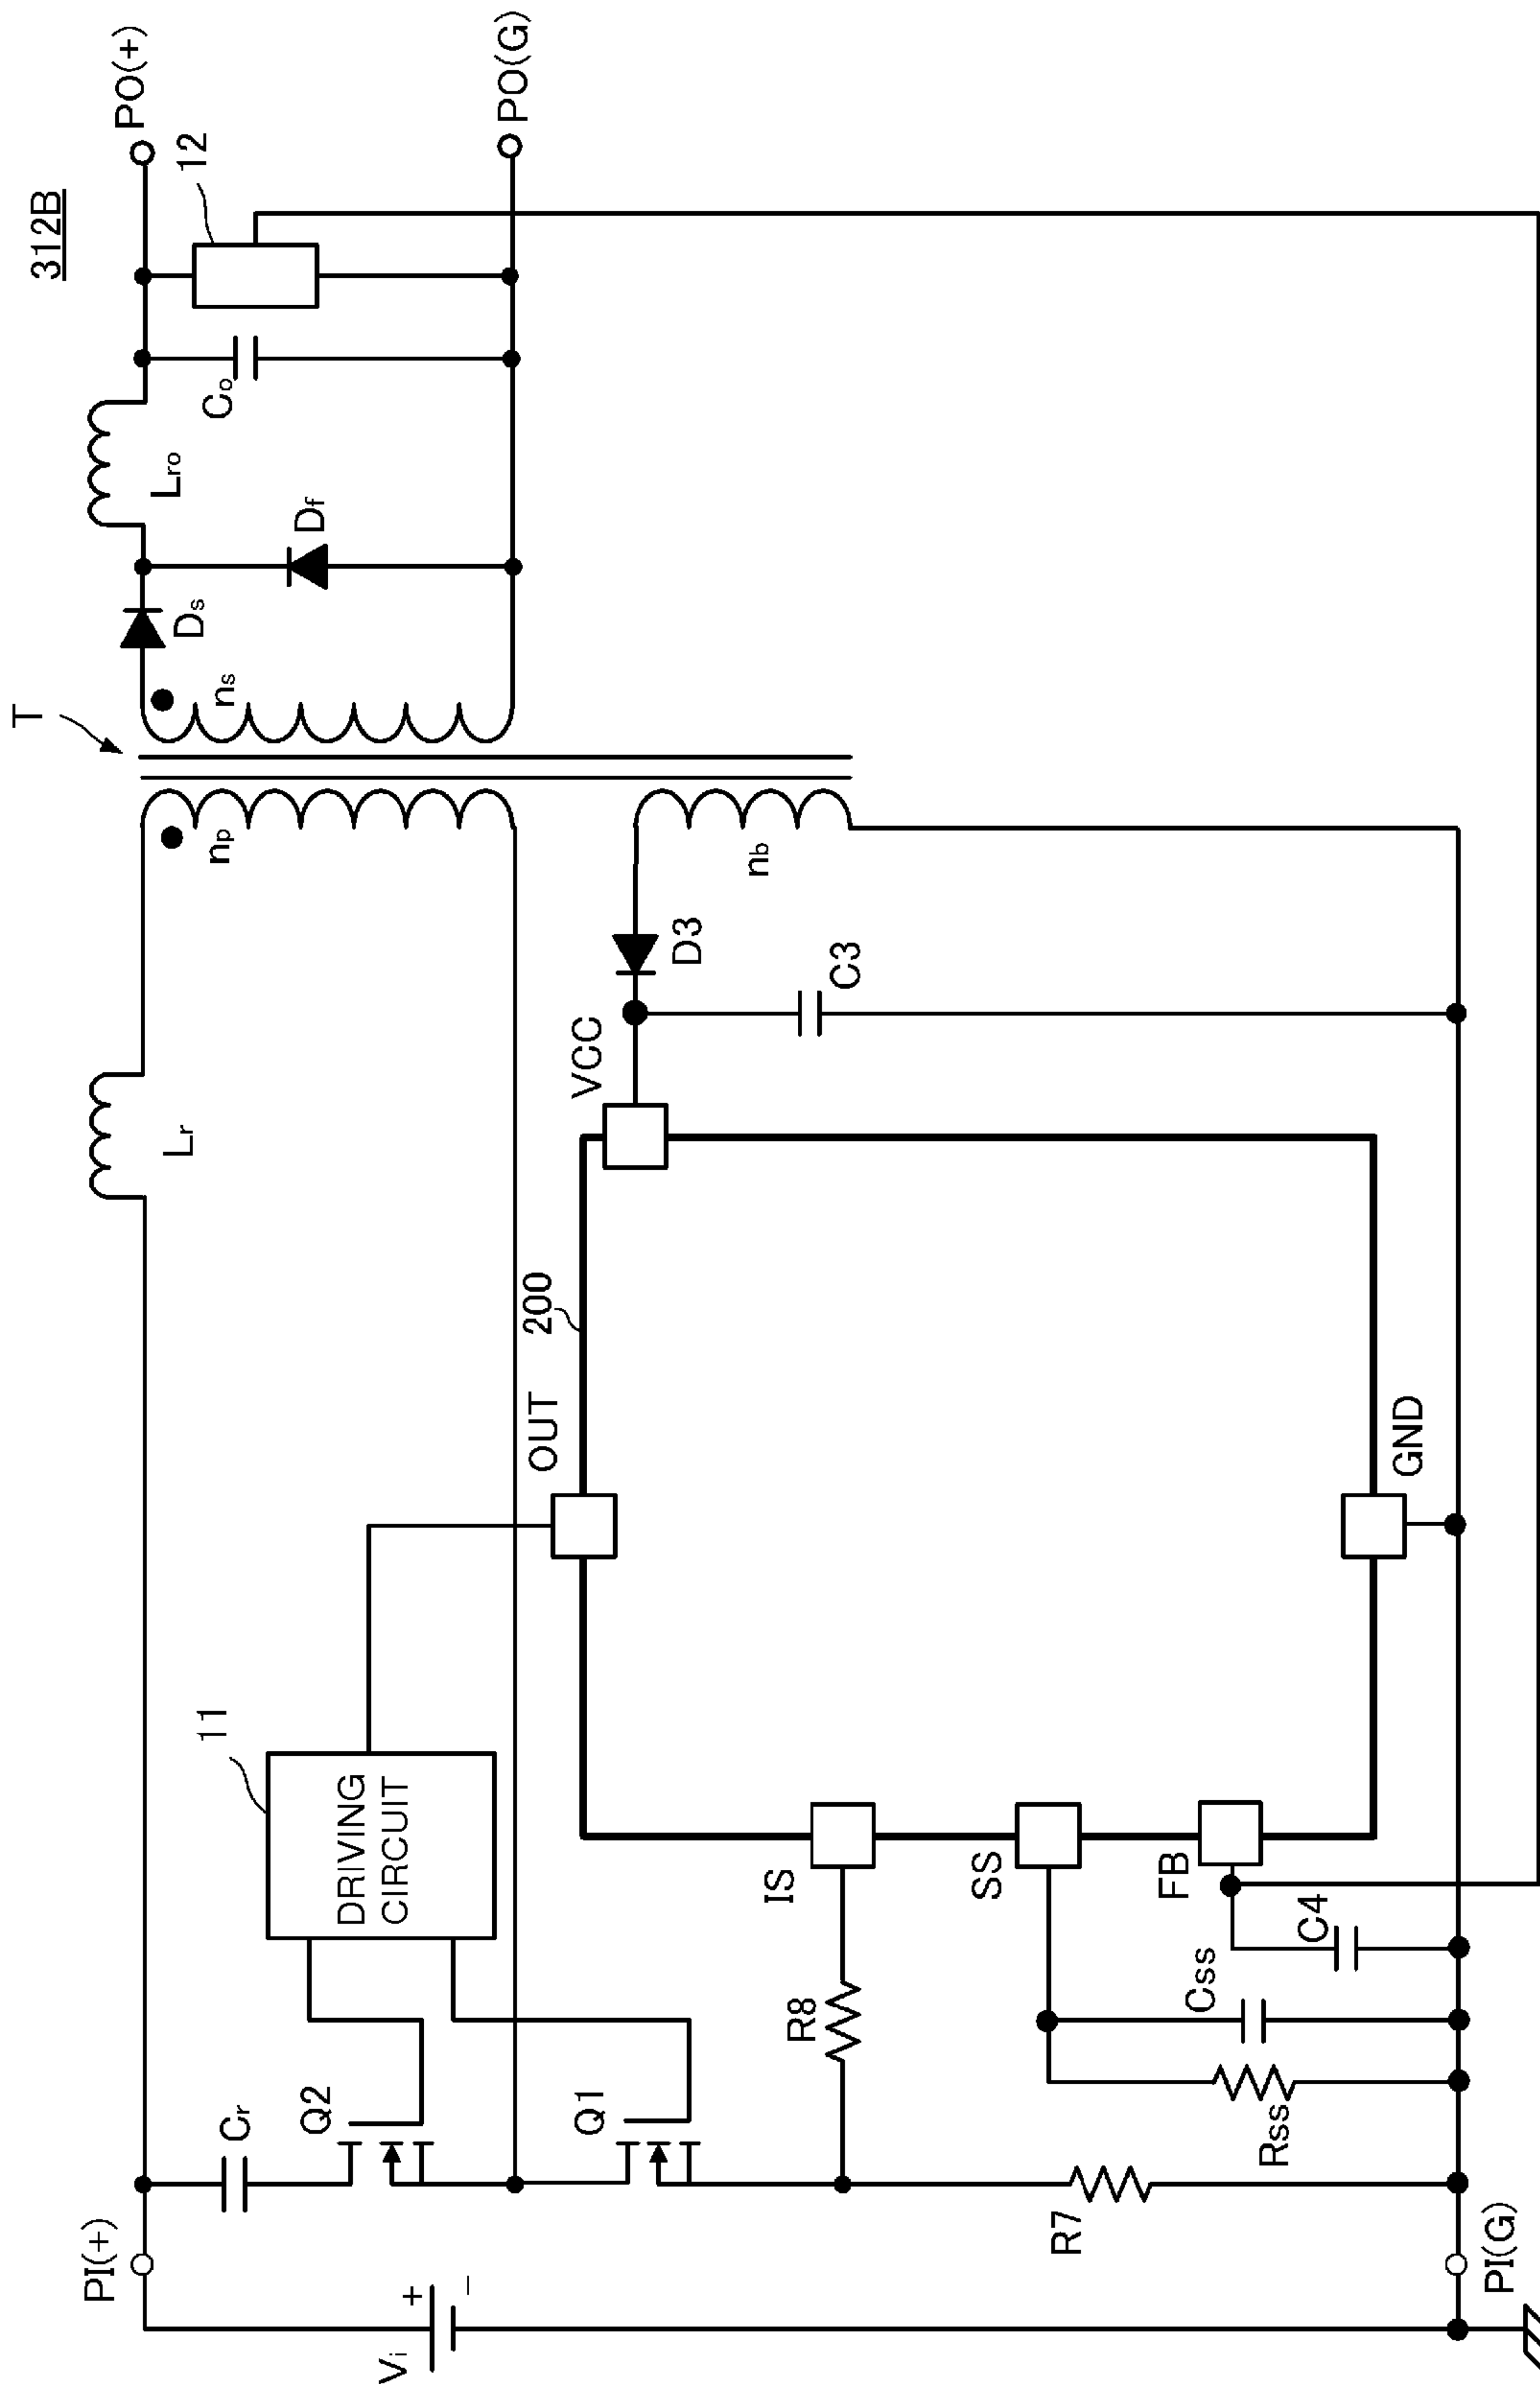 312B
T
PI(+)
Vi
+
−
Cr
Q2
11
DRIVING
CIRCUIT
Lr
np
ns
Ds
Df
Lro
Co
12
PO(+)
PO(G)
Q1
OUT
200
VCC
D3
C3
nb
IS
R8
SS
FB
R7
Rss
Css
C4
GND
PI(G)